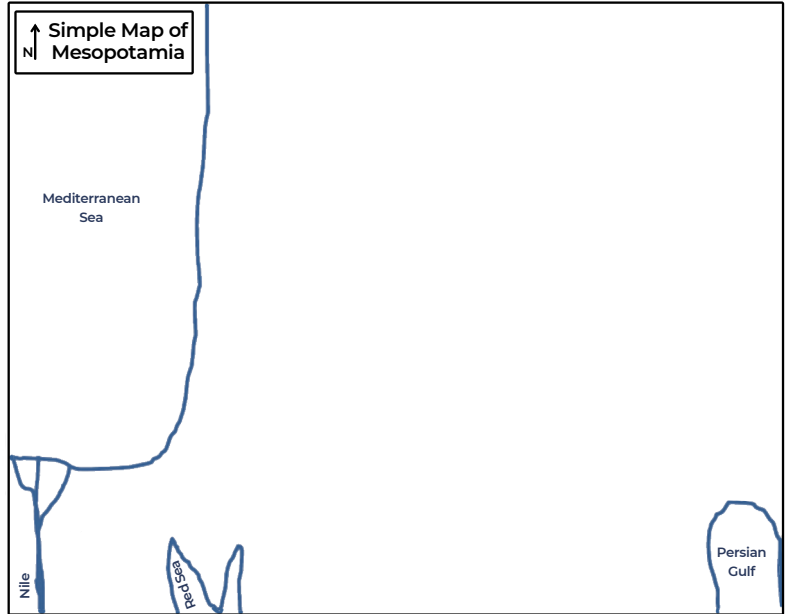 Simple Map of
Mesopotamia
N
Mediterranean
Sea
Nile
Red Sea
Persian
Gulf